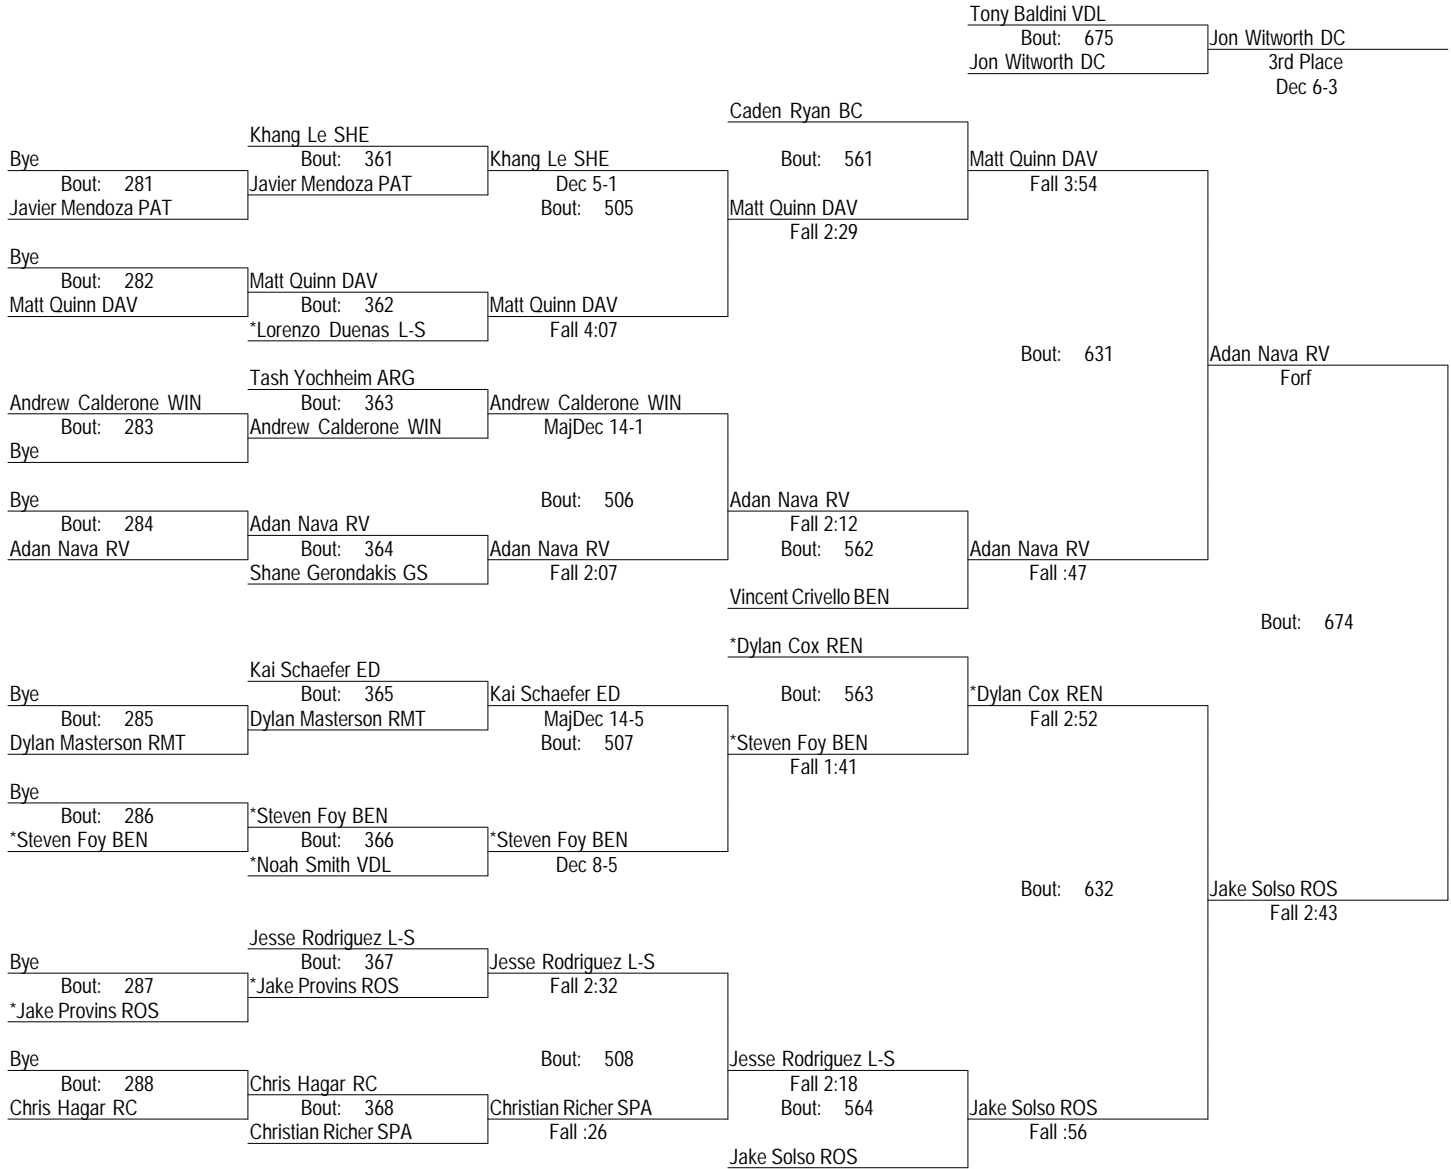 Tony Baldini VDL
Bout: 675
Jon Witworth DC
Jon Witworth DC
3rd Place
Dec 6-3
Caden Ryan BC
Khang Le SHE
Bye
Bout: 361
Khang Le SHE
Bout: 561
Matt Quinn DAV
Bout: 281
Javier Mendoza PAT
Dec 5-1
Fall 3:54
Javier Mendoza PAT
Bout: 505
Matt Quinn DAV
Fall 2:29
Bye
Bout: 282
Matt Quinn DAV
Matt Quinn DAV
Bout: 362
Matt Quinn DAV
*Lorenzo Duenas L-S
Fall 4:07
Bout: 631
Adan Nava RV
Tash Yochheim ARG
Forf
Andrew Calderone WIN
Bout: 363
Andrew Calderone WIN
Bout: 283
Andrew Calderone WIN
MajDec 14-1
Bye
Bye
Bout: 506
Adan Nava RV
Bout: 284
Adan Nava RV
Fall 2:12
Adan Nava RV
Bout: 364
Adan Nava RV
Bout: 562
Adan Nava RV
Shane Gerondakis GS
Fall 2:07
Fall :47
Vincent Crivello BEN
Bout: 674
*Dylan Cox REN
Kai Schaefer ED
Bye
Bout: 365
Kai Schaefer ED
Bout: 563
*Dylan Cox REN
Bout: 285
Dylan Masterson RMT
MajDec 14-5
Fall 2:52
Dylan Masterson RMT
Bout: 507
*Steven Foy BEN
Fall 1:41
Bye
Bout: 286
*Steven Foy BEN
*Steven Foy BEN
Bout: 366
*Steven Foy BEN
*Noah Smith VDL
Dec 8-5
Bout: 632
Jake Solso ROS
Fall 2:43
Jesse Rodriguez L-S
Bye
Bout: 367
Jesse Rodriguez L-S
Bout: 287
*Jake Provins ROS
Fall 2:32
*Jake Provins ROS
Bye
Bout: 508
Jesse Rodriguez L-S
Bout: 288
Chris Hagar RC
Fall 2:18
Chris Hagar RC
Bout: 368
Christian Richer SPA
Bout: 564
Jake Solso ROS
Christian Richer SPA
Fall :26
Fall :56
Jake Solso ROS